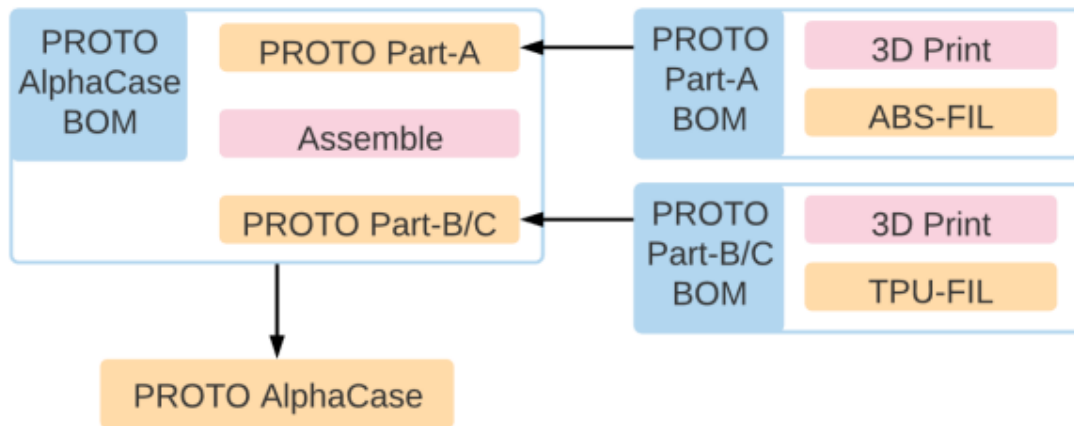 PROTO
AlphaCase
BOM
PROTO Part-A
Assemble
PROTO Part-B/C
PROTO
Part-A
BOM
3D Print
ABS-FIL
PROTO
Part-B/C
BOM
3D Print
TPU-FIL
PROTO AlphaCase